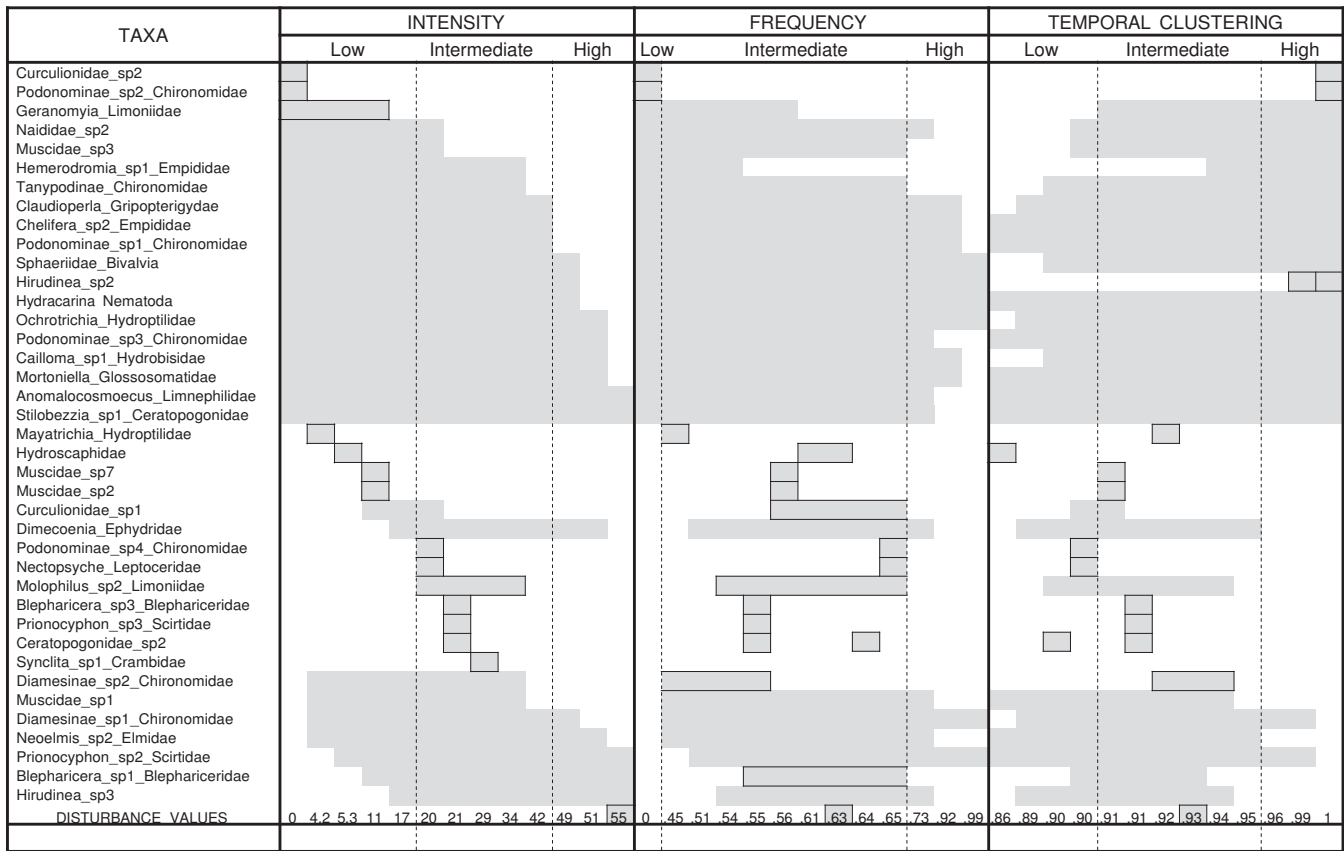 TAXA INTENSITY FREQUENCY TEMPORAL CLUSTERING
Low Intermediate High Low Intermediate High Low Intermediate High
Curculionidae_sp2
Podonominae_sp2_Chironomidae
Geranomyia_Limoniidae
Naididae_sp2
Muscidae_sp3
Hemerodromia_sp1_Empididae
Tanypodinae_Chironomidae
Claudioperla_Gripopterigydae
Chelifera_sp2_Empididae
Podonominae_sp1_Chironomidae
Sphaeriidae_Bivalvia
Hirudinea_sp2
Hydracarina Nematoda
Ochrotrichia_Hydroptilidae
Podonominae_sp3_Chironomidae
Cailloma_sp1_Hydrobisidae
Mortoniella_Glossosomatidae
Anomalocosmoecus_Limnephilidae
Stilobezzia_sp1_Ceratopogonidae
Mayatrichia_Hydroptilidae
Hydroscaphidae
Muscidae_sp7
Muscidae_sp2
Curculionidae_sp1
Dimecoenia_Ephydridae
Podonominae_sp4_Chironomidae
Nectopsyche_Leptoceridae
Molophilus_sp2_Limoniidae
Blepharicera_sp3_Blephariceridae
Prionocyphon_sp3_Scirtidae
Ceratopogonidae_sp2
Synclita_sp1_Crambidae
Diamesinae_sp2_Chironomidae
Muscidae_sp1
Diamesinae_sp1_Chironomidae
Neoelmis_sp2_Elmidae
Prionocyphon_sp2_Scirtidae
Blepharicera_sp1_Blephariceridae
Hirudinea_sp3
DISTURBANCE VALUES 0 4.2 5.3 11 17 20 21 29 34 42 49 51 55 0 .45 .51 .54 .55 .56 .61 .63 .64 .65 .73 .92 .99 .86 .89 .90 .90 .91 .91 .92 .93 .94 .95 .96 .99 1